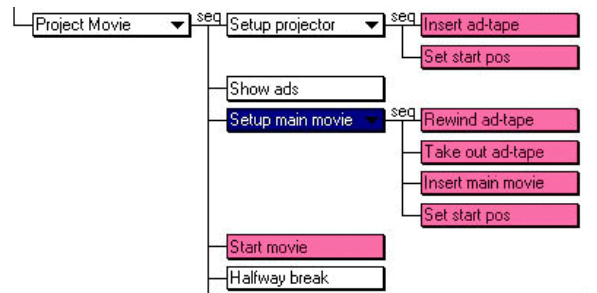 Project Movie seq Setup projector seq Insert ad-tape
Set start pos
Show ads
Setup main movie seq Rewind ad-tape
Take out ad-tape
Insert main movie
Set start pos
Start movie
Halfway break